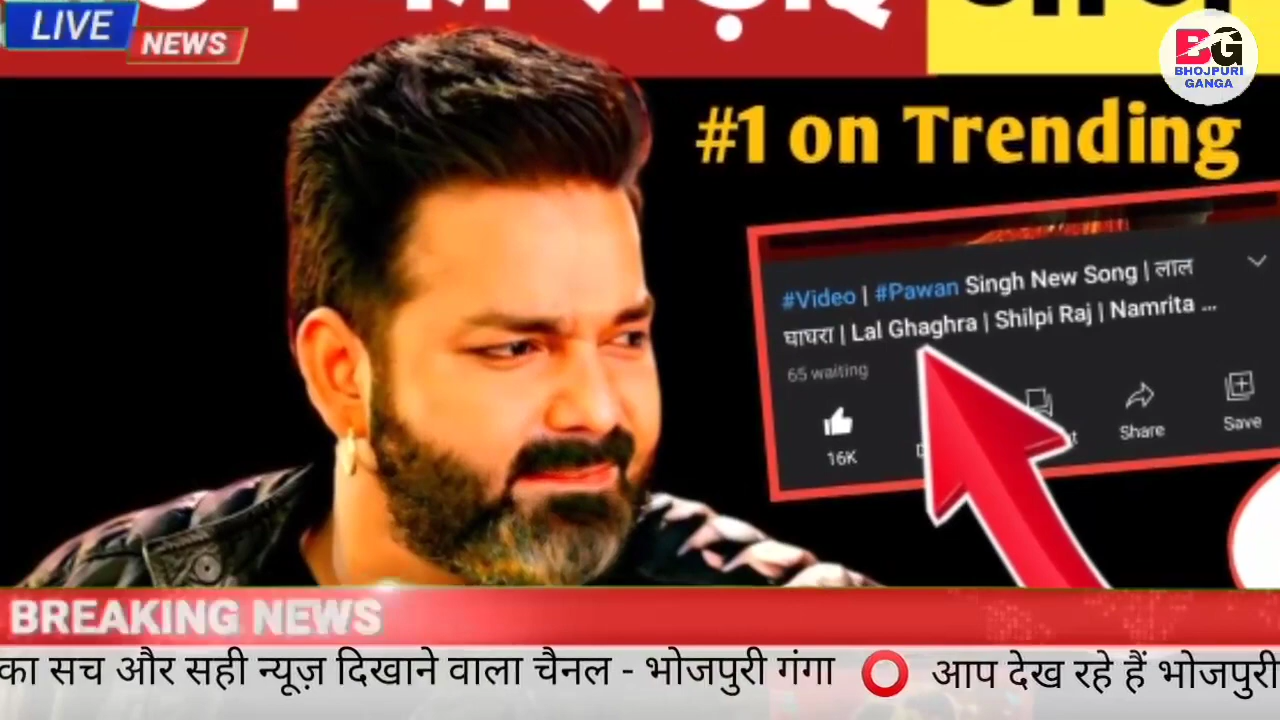 LIVE
NEWS
BG
BHOJPURI
GANGA
#1 on Trending
#Video | #Pawan Singh New Song | लाल
घाघरा | Lal Ghaghra | Shilpi Raj | Namrita ...
65 waiting
16K
Share
Save
BREAKING NEWS
का सच और सही न्यूज़ दिखाने वाला चैनल - भोजपुरी गंगा ⭕ आप देख रहे हैं भोजपुरी